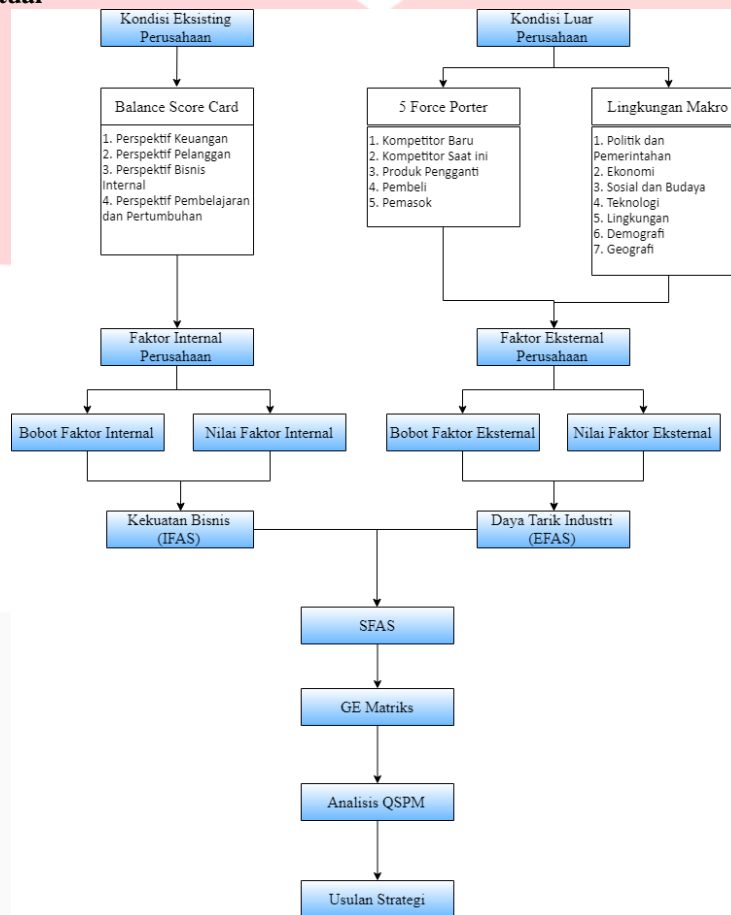 Kondisi Eksisting
Perusahaan
Kondisi Luar
Perusahaan
Balance Score Card
1. Perspektif Keuangan
2. Perspektif Pelanggan
3. Perspektif Bisnis
Internal
4. Perspektif Pembelajaran
dan Pertumbuhan
5 Force Porter
1. Kompetitor Baru
2. Kompetitor Saat ini
3. Produk Pengganti
4. Pembeli
5. Pemasok
Lingkungan Makro
1. Politik dan
Pemerintahan
2. Ekonomi
3. Sosial dan Budaya
4. Teknologi
5. Lingkungan
6. Demografi
7. Geografi
Faktor Internal
Perusahaan
Faktor Eksternal
Perusahaan
Bobot Faktor Internal
Nilai Faktor Internal
Bobot Faktor Eksternal
Nilai Faktor Eksternal
Kekuatan Bisnis
(IFAS)
Daya Tarik Industri
(EFAS)
SFAS
GE Matriks
Analisis QSPM
Usulan Strategi